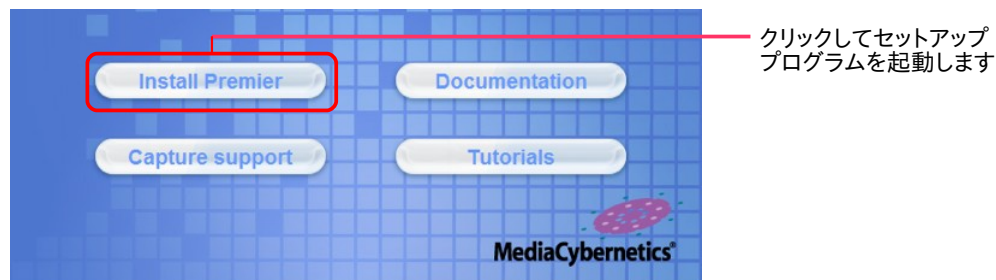 Install Premier
Documentation
クリックしてセットアップ
プログラムを起動します
Capture support
Tutorials
MediaCybernetics®